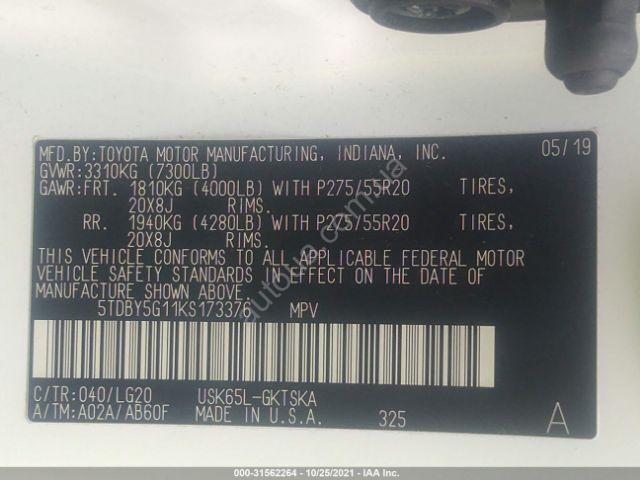 MFD.BY:TOYOTA MOTOR MANUFACTURING, INDIANA, INC. 05/19
GVWR:3310KG (7300LB)
GAWR:FRT. 1810KG (4000LB) WITH P275/55R20 TIRES,
20X8J RIMS.
RR. 1940KG (4280LB) WITH P275/55R20 TIRES,
20X8J RIMS.
THIS VEHICLE CONFORMS TO ALL APPLICABLE FEDERAL MOTOR
VEHICLE SAFETY STANDARDS IN EFFECT ON THE DATE OF
MANUFACTURE SHOWN ABOVE.
5TDBY5G11KS173376 MPV
C/TR:040/LG20 USK65L-GKTSKA
A/TM:A02A/AB60F MADE IN U.S.A. 325 A
autobid.com.ua
000-31562264 - 10/25/2021 - IAA Inc.